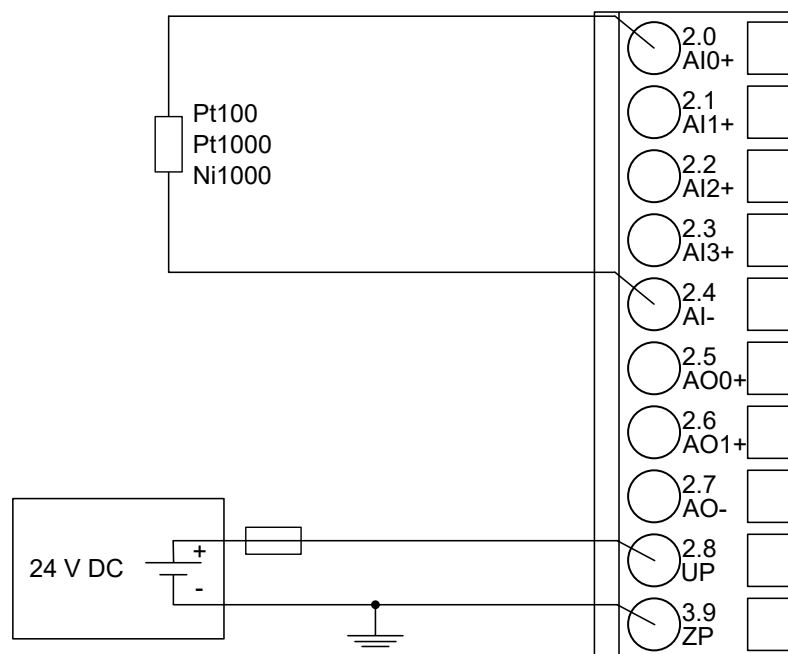 Pt100
Pt1000
Ni1000
2.0
AI0+
2.1
AI1+
2.2
AI2+
2.3
AI3+
2.4
AI-
2.5
AO0+
2.6
AO1+
2.7
AO-
24 V DC
+
-
2.8
UP
3.9
ZP